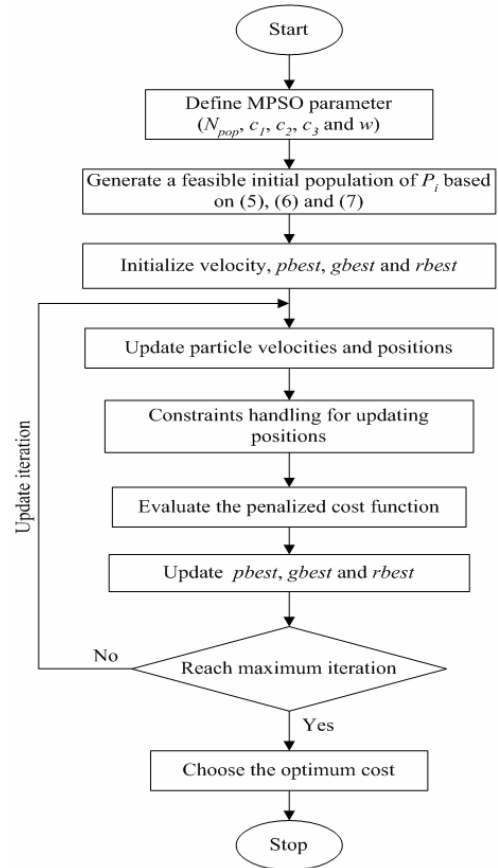 Start
Define MPSO parameter
(N_pop, c_1, c_2, c_3 and w)
Generate a feasible initial population of P_i based
on (5), (6) and (7)
Initialize velocity, pbest, gbest and rbest
Update particle velocities and positions
Constraints handling for updating
positions
Update iteration
Evaluate the penalized cost function
Update pbest, gbest and rbest
No
Reach maximum iteration
Yes
Choose the optimum cost
Stop